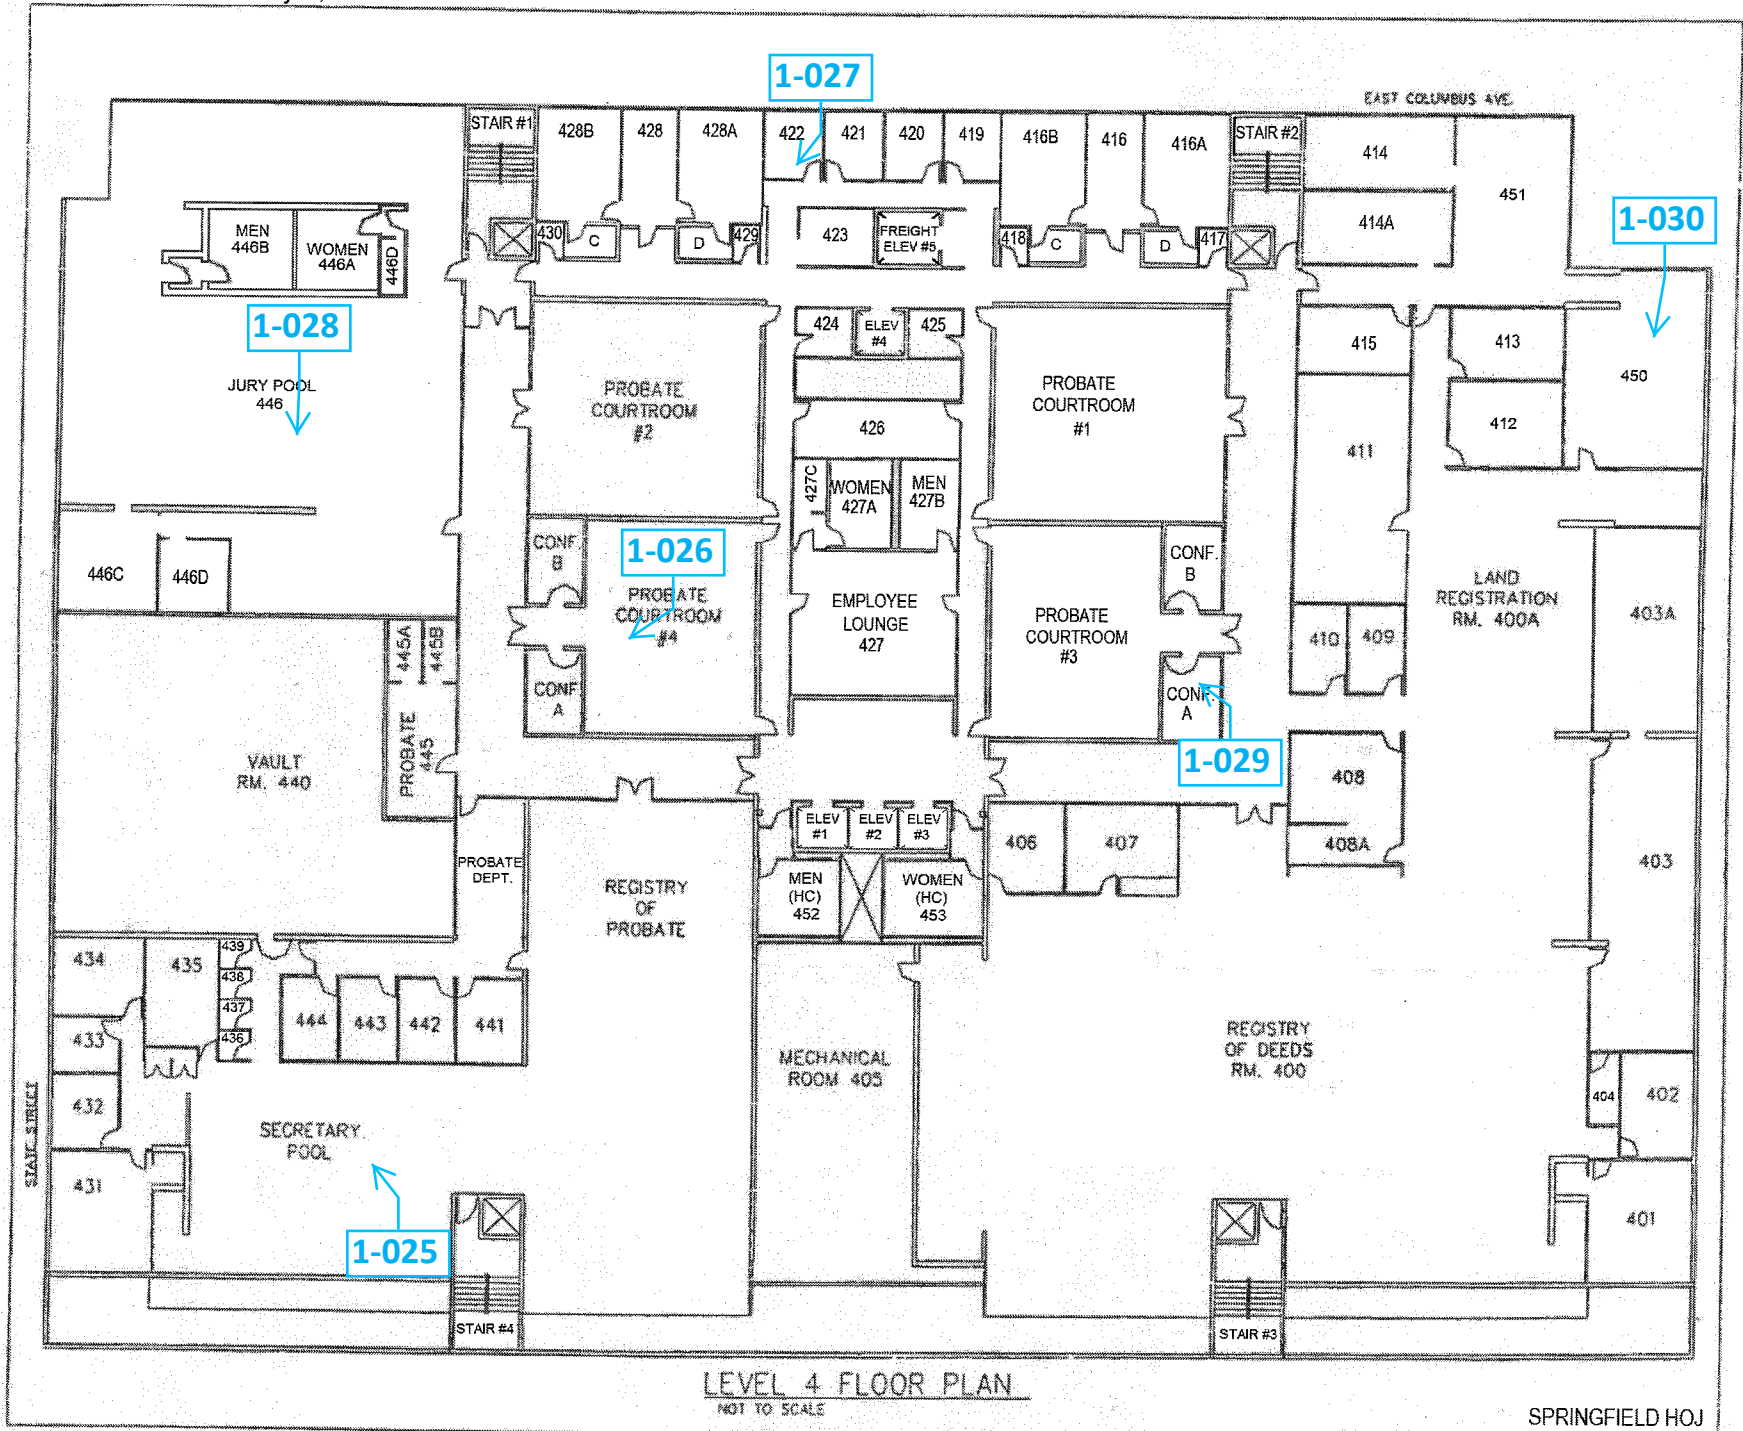 1-027
EAST COLUMBUS AVE.
STAIR #1
428B
428
428A
422
421
420
419
416B
416
416A
STAIR #2
414
451
414A
1-030
MEN
446B
WOMEN
446A
446D
430
C
D
429
423
FREIGHT
ELEV #5
418
C
D
417
1-028
JURY POOL
446
424
ELEV
#4
425
415
413
450
412
411
PROBATE
COURTROOM
#2
PROBATE
COURTROOM
#1
426
427C
WOMEN
427A
MEN
427B
446C
446D
CONF.
B
1-026
PROBATE
COURTROOM
#4
CONF.
A
EMPLOYEE
LOUNGE
427
CONF.
B
PROBATE
COURTROOM
#3
CONF.
A
1-029
LAND
REGISTRATION
RM. 400A
403A
410
409
445A
445B
PROBATE
445
VAULT
RM. 440
408
408A
403
ELEV
#1
ELEV
#2
ELEV
#3
406
407
PROBATE
DEPT.
REGISTRY
OF
PROBATE
MEN
(HC)
452
WOMEN
(HC)
453
434
435
439
438
437
436
433
444
443
442
441
432
431
STATE STREET
SECRETARY
POOL
1-025
MECHANICAL
ROOM 405
REGISTRY
OF DEEDS
RM. 400
404
402
401
STAIR #4
STAIR #3
LEVEL 4 FLOOR PLAN
NOT TO SCALE
SPRINGFIELD HOJ